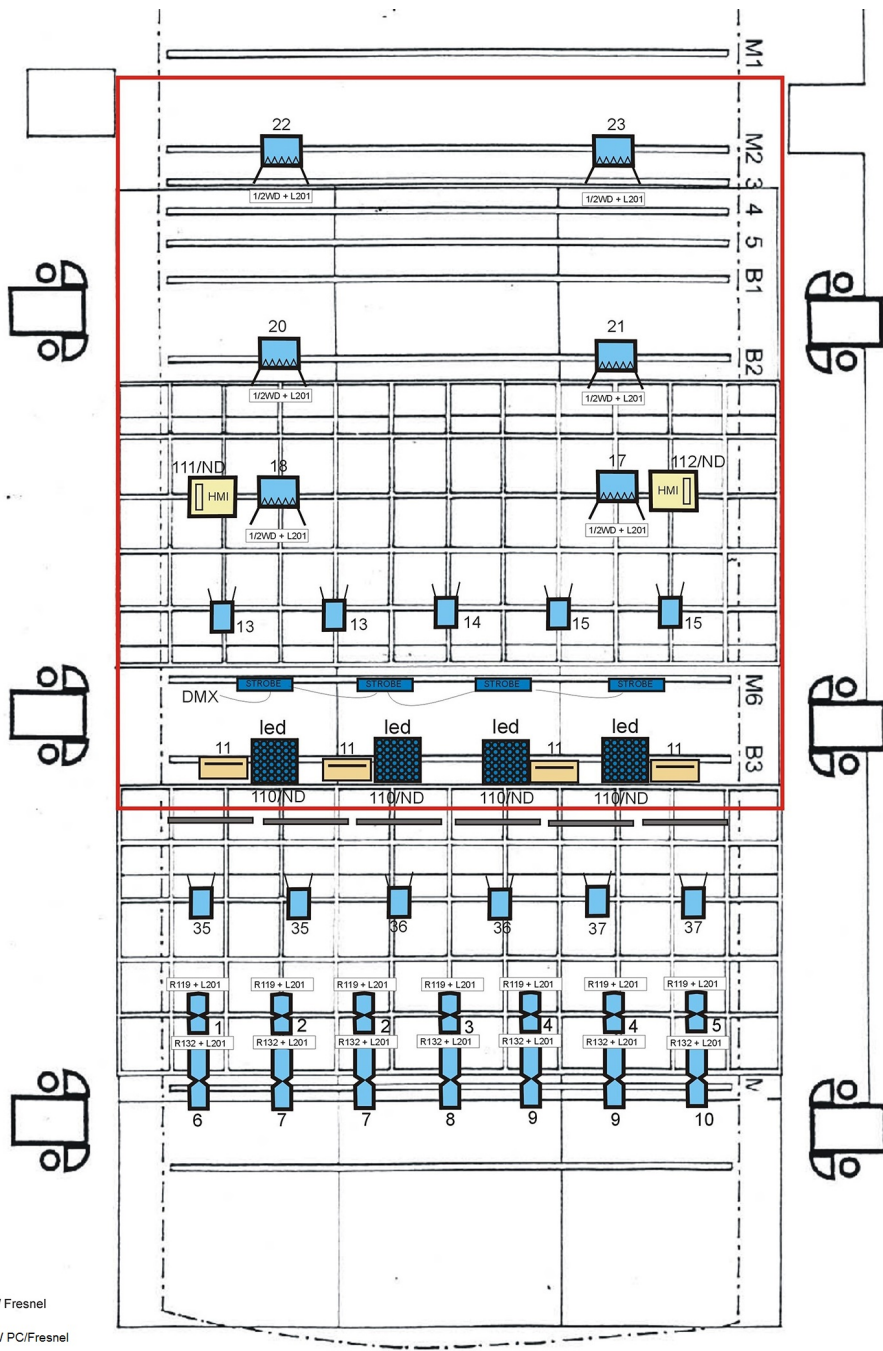 M1
22 23
M2
1/2WD + L201 1/2WD + L201
3
4
5
B1
20 21
B2
1/2WD + L201 1/2WD + L201
111/ND 18 17 112/ND
HMI HMI
1/2WD + L201 1/2WD + L201
13 13 14 15 15
STROBE STROBE STROBE STROBE
M6
DMX
led led led led
11 11 11 11
B3
110/ND 110/ND 110/ND 110/ND
35 35 36 36 37 37
R119 + L201 R119 + L201 R119 + L201 R119 + L201 R119 + L201 R119 + L201 R119 + L201
1 2 2 3 4 4 5
R132 + L201 R132 + L201 R132 + L201 R132 + L201 R132 + L201 R132 + L201 R132 + L201
6 7 7 8 9 9 10
/ Fresnel
/ PC/Fresnel